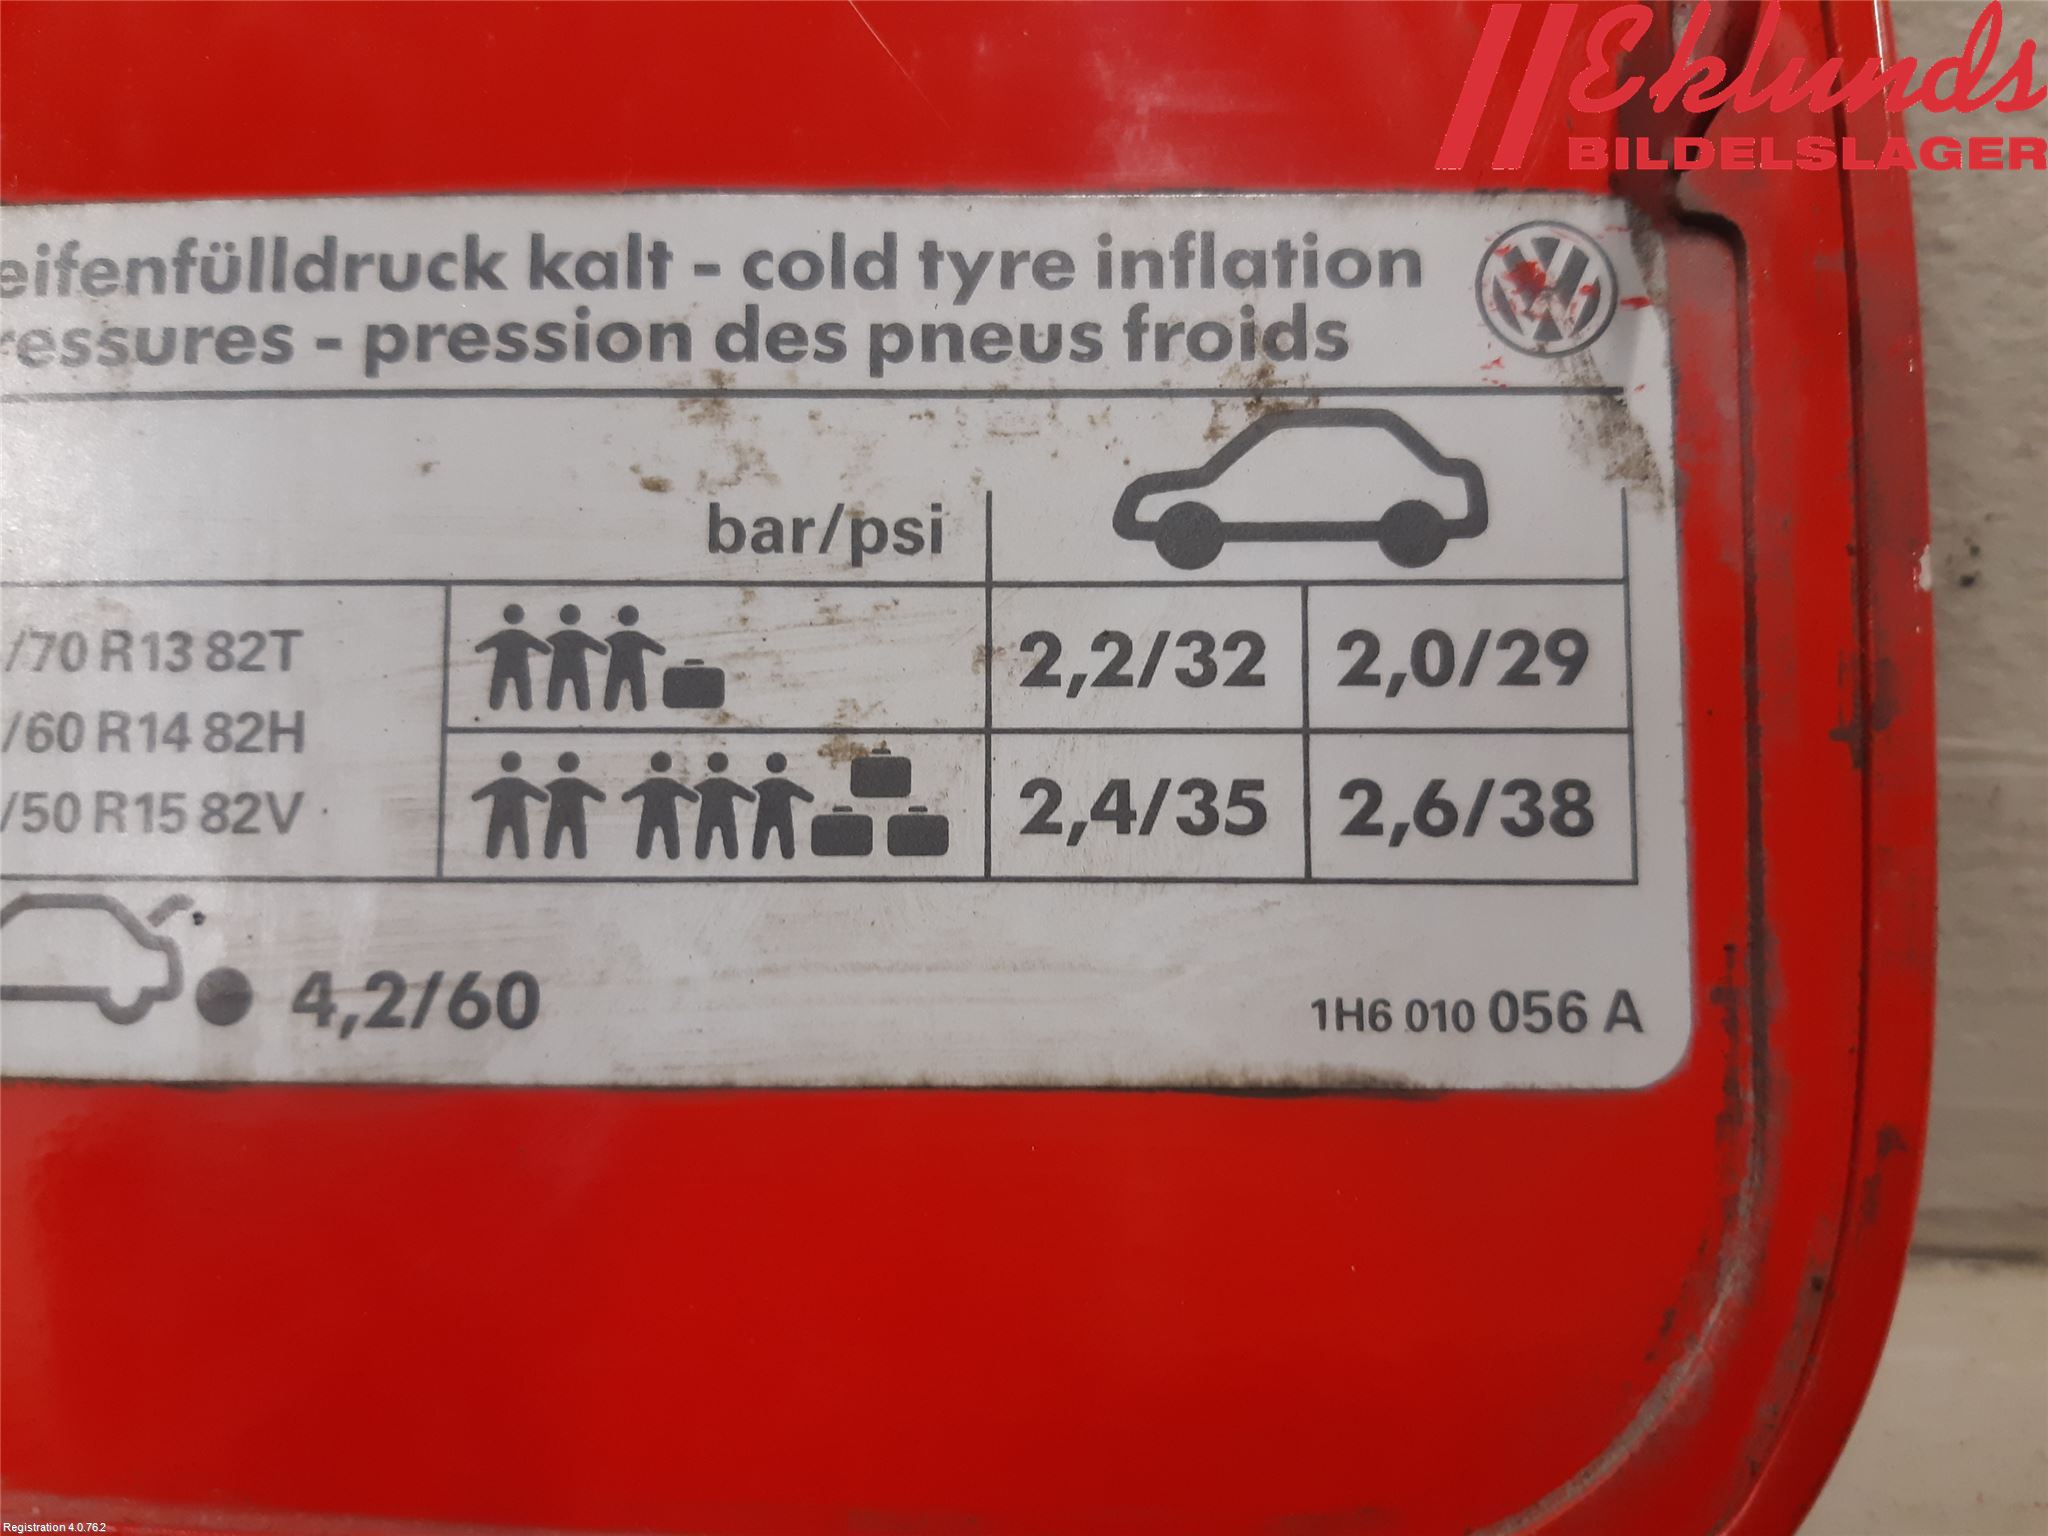 Eklunds
BILDELSLAGER
eifenfülldruck kalt - cold tyre inflation
ressures - pression des pneus froids
bar/psi
/70 R13 82T
2,2/32 2,0/29
/60 R14 82H
/50 R15 82V
2,4/35 2,6/38
4,2/60
1H6 010 056 A
Registration 4.0.76.2